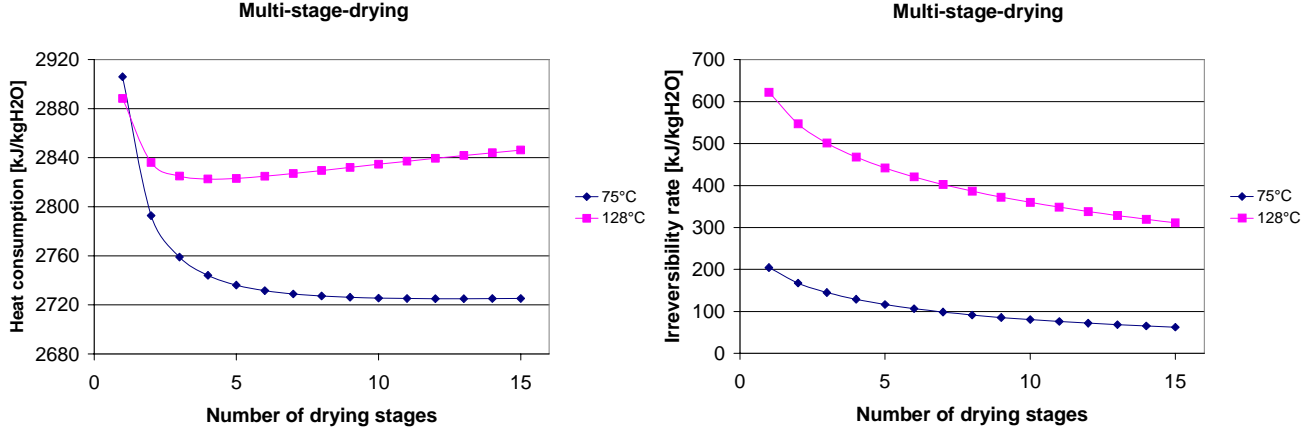 Multi-stage-drying
Heat consumption [kJ/kgH2O]
2920
2880
2840
2800
2760
2720
2680
0
5
10
15
Number of drying stages
75°C
128°C
Multi-stage-drying
Irreversibility rate [kJ/kgH2O]
700
600
500
400
300
200
100
0
0
5
10
15
Number of drying stages
75°C
128°C